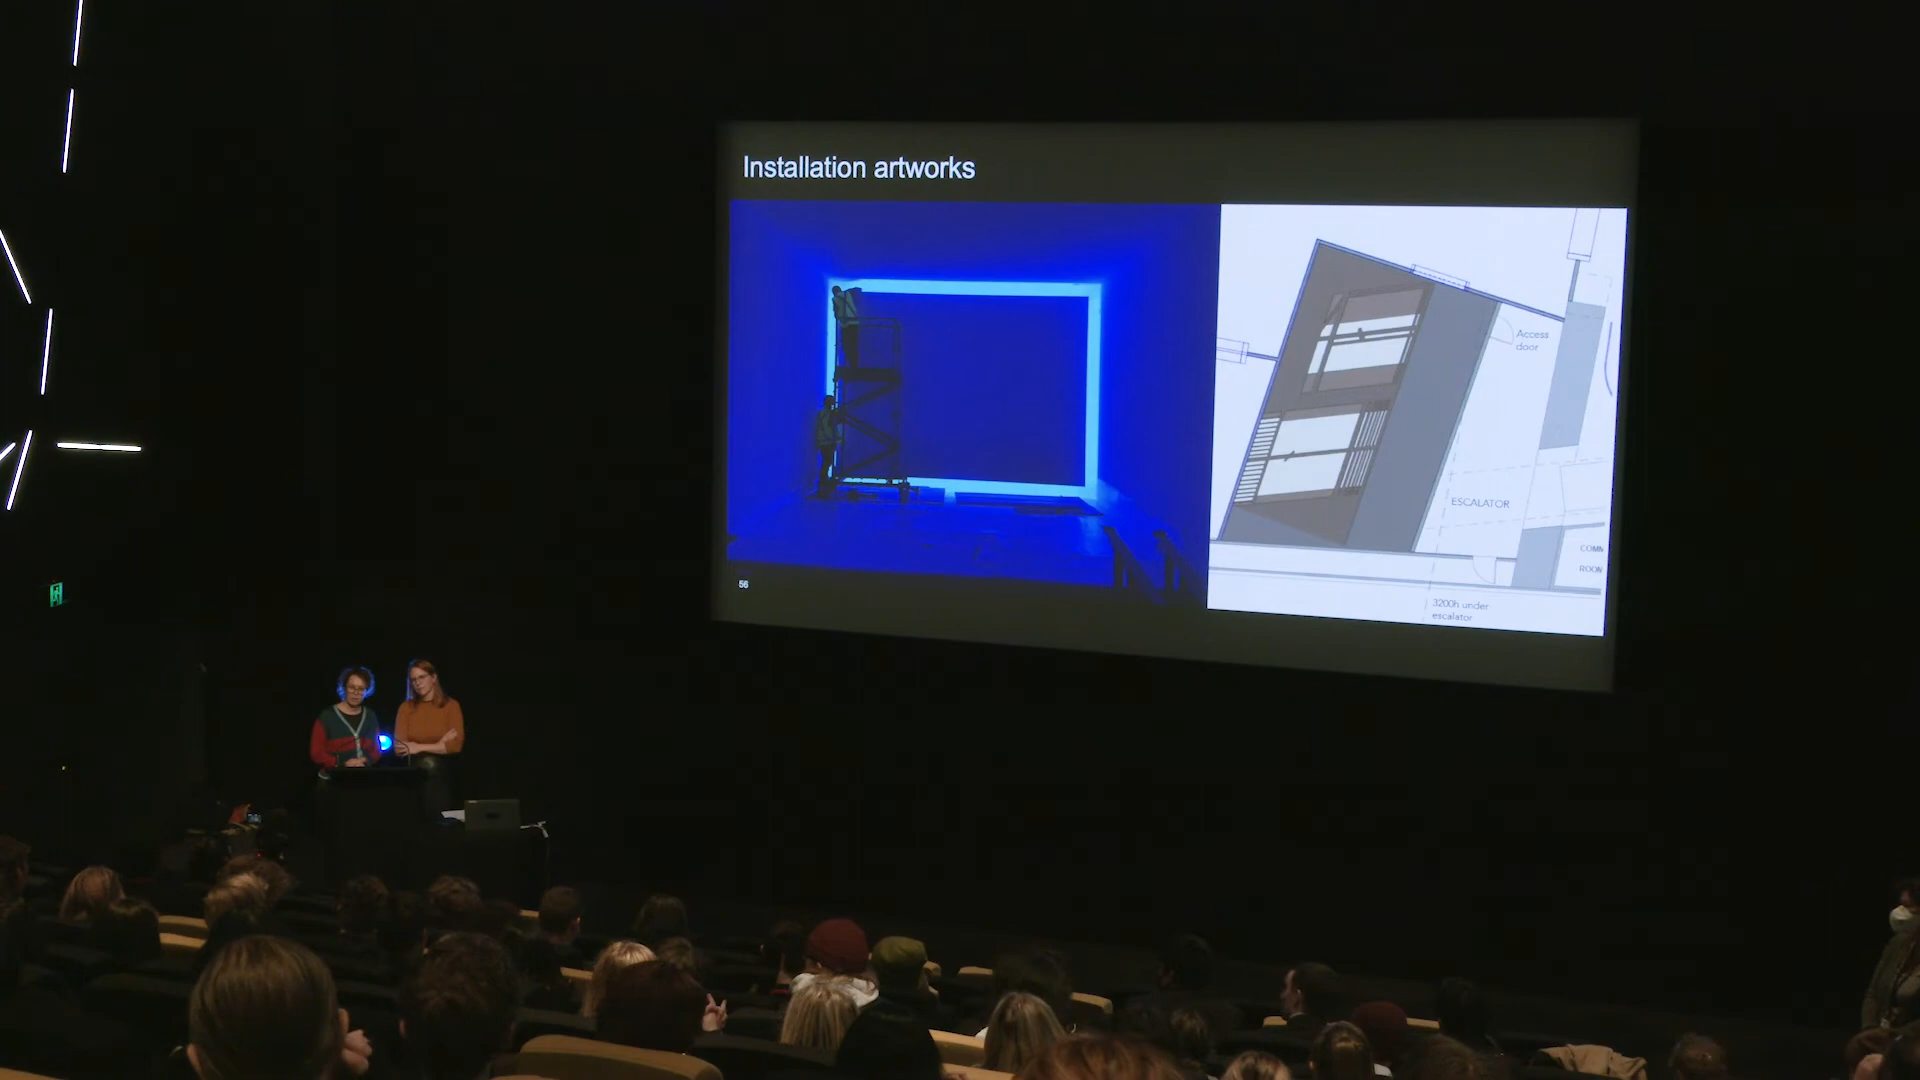 Installation artworks
Access
door
ESCALATOR
COMM
ROOM
3200h under
escalator
56